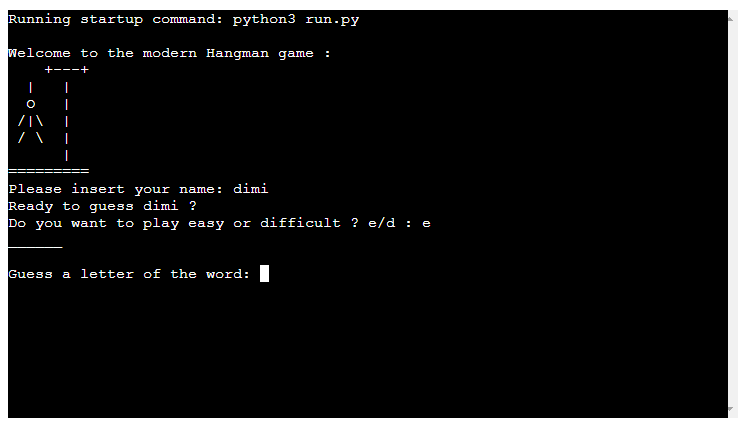 Running startup command: python3 run.py

Welcome to the modern Hangman game :
    +---+
  |   |
  O   |
 /|\  |
 / \  |
      |
=========
Please insert your name: dimi
Ready to guess dimi ?
Do you want to play easy or difficult ? e/d : e
______

Guess a letter of the word: